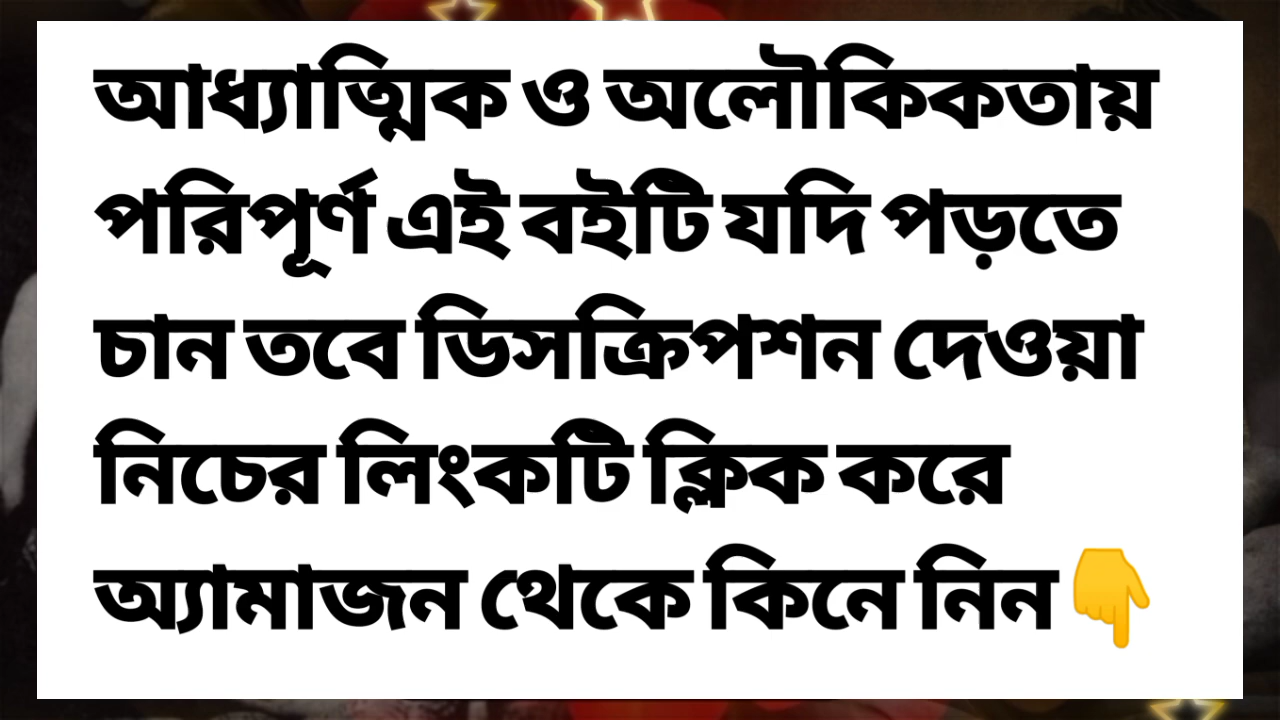 আধ্যাত্মিক ও অলৌকিকতায়
পরিপূর্ণ এই বইটি যদি পড়তে
চান তবে ডিসক্রিপশন দেওয়া
নিচের লিংকটি ক্লিক করে
অ্যামাজন থেকে কিনে নিন👇